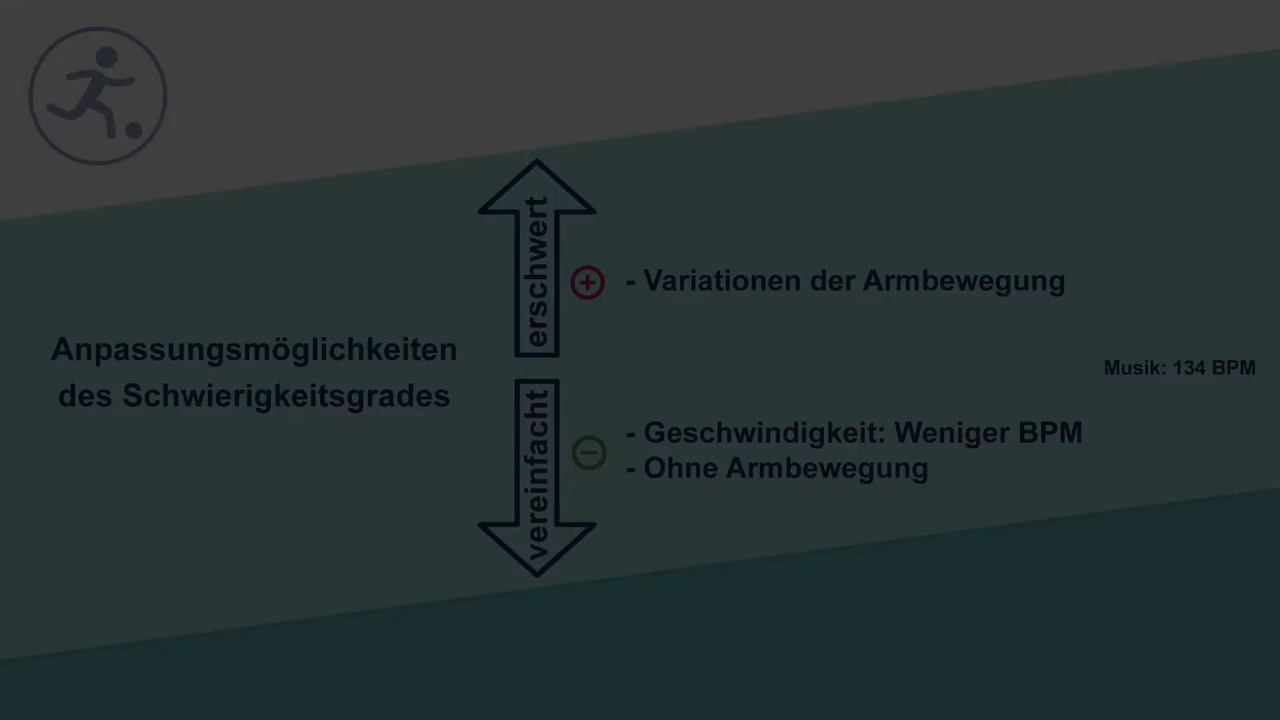 Anpassungsmöglichkeiten
des Schwierigkeitsgrades
erschwert
- Variationen der Armbewegung
vereinfacht
- Geschwindigkeit: Weniger BPM
- Ohne Armbewegung
Musik: 134 BPM